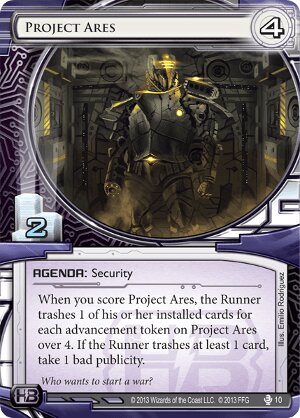 Project Ares
4
2
AGENDA: Security
When you score Project Ares, the Runner
trashes 1 of his or her installed cards for
each advancement token on Project Ares
over 4. If the Runner trashes at least 1 card,
take 1 bad publicity.
Who wants to start a war?
Illus. Emilio Rodriguez
HB
© 2013 Wizards of the Coast LLC. © 2013 FFG
10